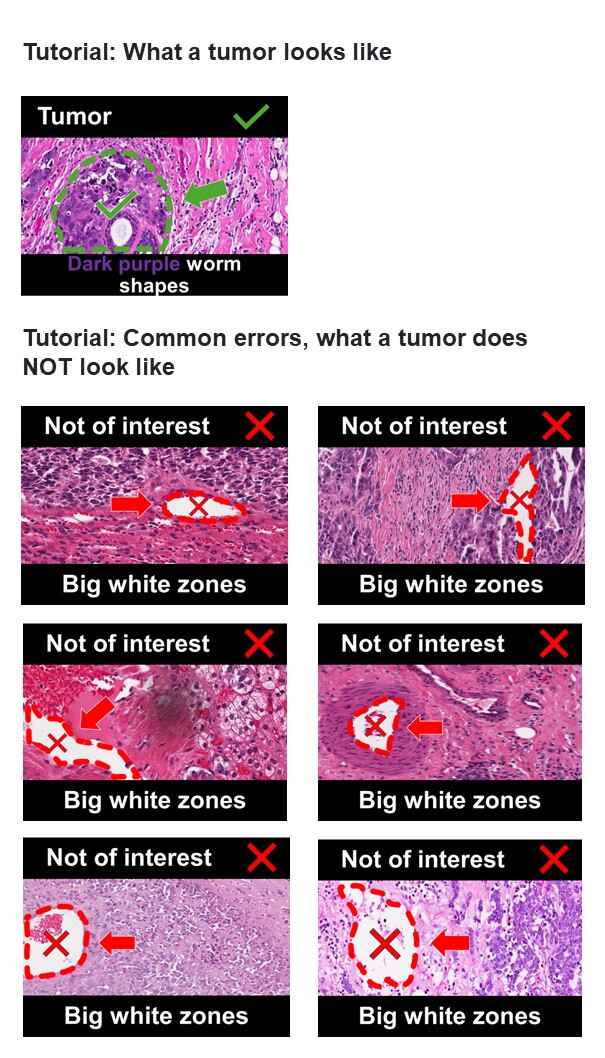 Tutorial: What a tumor looks like
Tumor
Dark purple worm
shapes
Tutorial: Common errors, what a tumor does
NOT look like
Not of interest
Big white zones
Not of interest
Big white zones
Not of interest
Big white zones
Not of interest
Big white zones
Not of interest
Big white zones
Not of interest
Big white zones